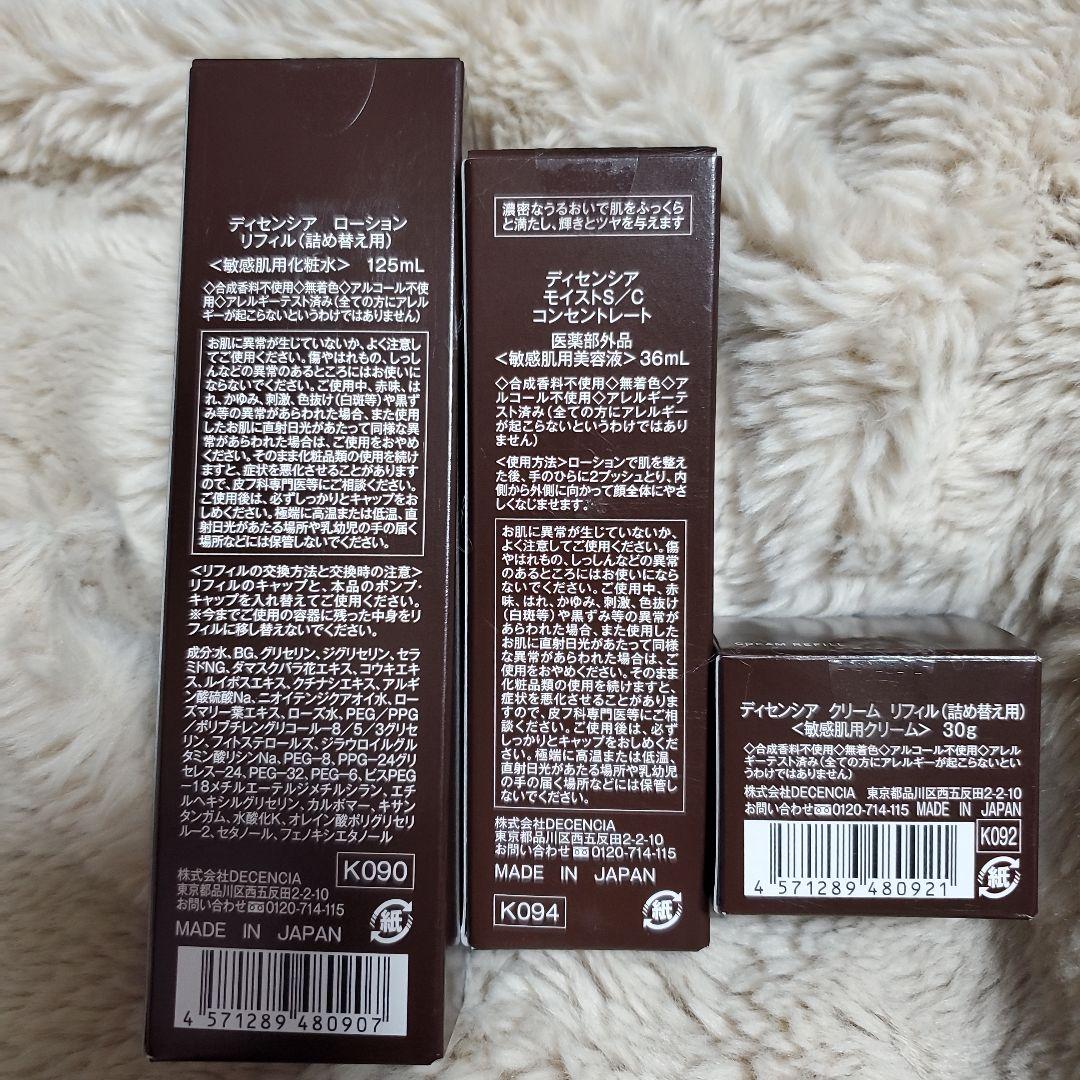 ディセンシア ローション
リフィル(詰め替え用)
<敏感肌用化粧水> 125mL
◇合成香料不使用◇無着色◇アルコール不使
用◇アレルギーテスト済み(全ての方にアレル
ギーが起こらないというわけではありません)
お肌に異常が生じていないか、よく注意し
てご使用ください。傷やはれもの、しっし
んなどの異常のあるところにはお使いに
ならないでください。ご使用中、赤味、は
れ、かゆみ、刺激、色抜け(白斑等)や黒ず
み等の異常があらわれた場合、また使用
したお肌に直射日光があたって同様な異
常があらわれた場合は、ご使用をおやめ
ください。そのまま化粧品類の使用を続け
ますと、症状を悪化させることがあります
ので、皮フ科専門医等にご相談ください。
ご使用後は、必ずしっかりとキャップをお
しめください。極端に高温または低温、直
射日光があたる場所や乳幼児の手の届く
場所などには保管しないでください。
<リフィルの交換方法と交換時の注意>
リフィルのキャップと、本品のポンプ・
キャップを入れ替えてご使用ください。
※今までご使用の容器に残った中身をリ
フィルに移し替えないでください。
成分:水、BG、グリセリン、ジグリセリン、セラ
ミドNG、ダマスクバラ花エキス、コウキエキ
ス、ルイボスエキス、クチナシエキス、アルギ
ン酸硫酸Na、ニオイテンジクアオイ水、ロー
ズマリー葉エキス、ローズ水、PEG/PPG
/ポリブチレングリコール-8/5/3グリセ
リン、フィトステロールズ、ジラウロイルグル
タミン酸リシンNa、PEG-8、PPG-24グリ
セレス-24、PEG-32、PEG-6、ビスPEG
-18メチルエーテルジメチルシラン、エチ
ルヘキシルグリセリン、カルボマー、キサン
タンガム、水酸化K、オレイン酸ポリグリセリ
ル-2、セタノール、フェノキシエタノール
K090
株式会社DECENCIA
東京都品川区西五反田2-2-10
お問い合わせ 0120-714-115
紙
MADE IN JAPAN
4 571289 480907
濃密なうるおいで肌をふっくら
と満たし、輝きとツヤを与えます
ディセンシア
モイストS/C
コンセントレート
医薬部外品
<敏感肌用美容液>36mL
◇合成香料不使用◇無着色◇ア
ルコール不使用◇アレルギーテ
スト済み(全ての方にアレルギー
が起こらないというわけではあり
ません)
<使用方法>ローションで肌を整え
た後、手のひらに2プッシュとり、内
側から外側に向かって顔全体にやさ
しくなじませます。
お肌に異常が生じていないか、
よく注意してご使用ください。傷
やはれもの、しっしんなどの異常
のあるところにはお使いになら
ないでください。ご使用中、赤
味、はれ、かゆみ、刺激、色抜け
(白斑等)や黒ずみ等の異常が
あらわれた場合、また使用した
お肌に直射日光があたって同様
な異常があらわれた場合は、ご
使用をおやめください。そのまま
化粧品類の使用を続けますと、
症状を悪化させることがあります
ので、皮フ科専門医等にご相談
ください。ご使用後は、必ず
しっかりとキャップをおしめくだ
さい。極端に高温または低温、
直射日光があたる場所や乳幼児
の手の届く場所などには保管し
ないでください。
株式会社DECENCIA
東京都品川区西五反田2-2-10
お問い合わせ 0120-714-115
MADE IN JAPAN
K094
紙
CREAM REFILL
ディセンシア クリーム リフィル(詰め替え用)
<敏感肌用クリーム> 30g
◇合成香料不使用◇無着色◇アルコール不使用◇アレル
ギーテスト済み(全ての方にアレルギーが起こらないとい
うわけではありません)
株式会社DECENCIA 東京都品川区西五反田2-2-10
お問い合わせ 0120-714-115 MADE IN JAPAN
K092
紙
4 571289 480921